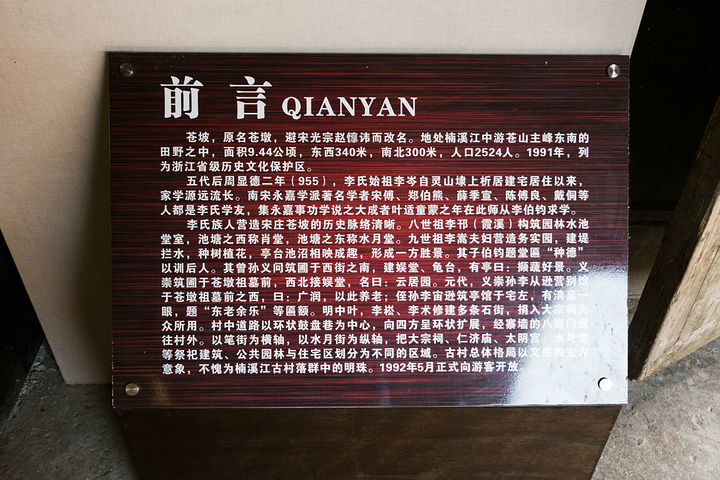 前言 QIANYAN
苍坡，原名苍墩，避宋光宗赵惇讳而改名。地处楠溪江中游苍山主峰东南的
田野之中，面积9.44公顷，东西340米，南北300米，人口2524人。1991年，列
为浙江省级历史文化保护区。
五代后周显德二年（955），李氏始祖李岑自灵山埭上析居建宅居住以来，
家学源远流长。南宋永嘉学派著名学者宋傅、郑伯熊、薛季宣、陈傅良、戴侗等
人都是李氏学友，集永嘉事功学说之大成者叶适童蒙之年在此师从李伯钧求学。
李氏族人营造宋庄苍坡的历史脉络清晰。八世祖李邗（霞溪）构筑园林水池
堂室，池塘之西称肖堂，池塘之东称水月堂。九世祖李嵩夫妇营造务实园，建堤
拦水，种树植花，亭台池沼相映成趣，形成一方胜景。其子伯钧题堂匾“种德”
以训后人。其曾孙义问筑圃于西街之南，建娱堂、龟台，有亭曰：撷蔬好景。义
崇筑圃于苍墩祖墓前，西北接娱堂，名曰：云居园。元代，义崇孙李从逊营别馆
于苍墩祖墓前之西，曰：广润，以此养老；侄孙李宙逊筑亭馆于宅左，有清泉一
眼，题“东老余乐”等匾额。明中叶，李崧、李术修建多条石街，捐入大宗祠为
众所用。村中道路以环状鼓盘巷为中心，向四方呈环状扩展，经寨墙的八道门通
往村外。以笔街为横轴，以水月街为纵轴，把大宗祠、仁济庙、太阴宫、水月堂
等祭祀建筑、公共园林与住宅区划分为不同的区域。古村总体格局以文房四宝为
意象，不愧为楠溪江古村落群中的明珠。1992年5月正式向游客开放。